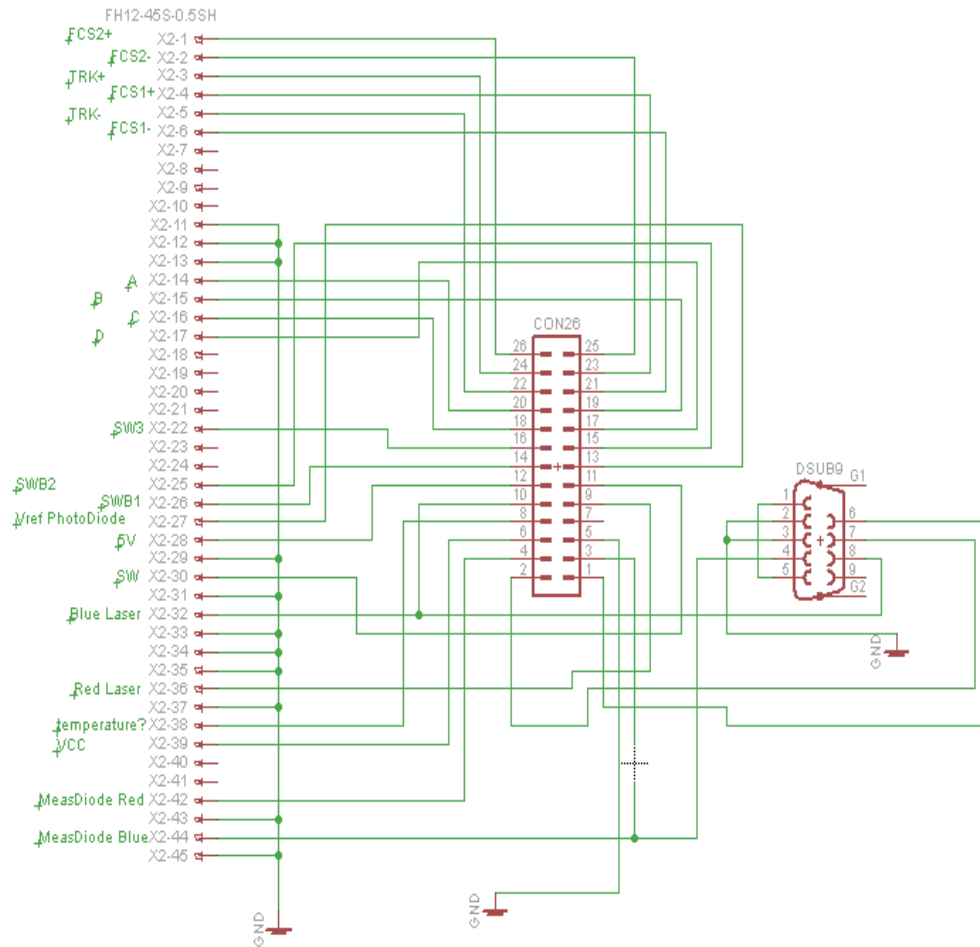 FH12-45S-0.5SH
FCS2+ X2-1
FCS2- X2-2
TRK+ X2-3
FCS1+ X2-4
TRK- X2-5
FCS1- X2-6
X2-7
X2-8
X2-9
X2-10
X2-11
X2-12
X2-13
A X2-14
B X2-15
C X2-16
D X2-17
X2-18
X2-19
X2-20
X2-21
SW3 X2-22
X2-23
X2-24
SWB2 X2-25
SWB1 X2-26
Vref PhotoDiode X2-27
5V X2-28
X2-29
SW X2-30
X2-31
Blue Laser X2-32
X2-33
X2-34
X2-35
Red Laser X2-36
X2-37
temperature? X2-38
VCC X2-39
X2-40
X2-41
MeasDiode Red X2-42
X2-43
MeasDiode Blue X2-44
X2-45
GND
CON26
26 25
24 23
22 21
20 19
18 17
16 15
14 13
12 11
10 9
8 7
6 5
4 3
2 1
GND
DSUB9
G1
1
2 6
3 7
4 8
5 9
G2
GND